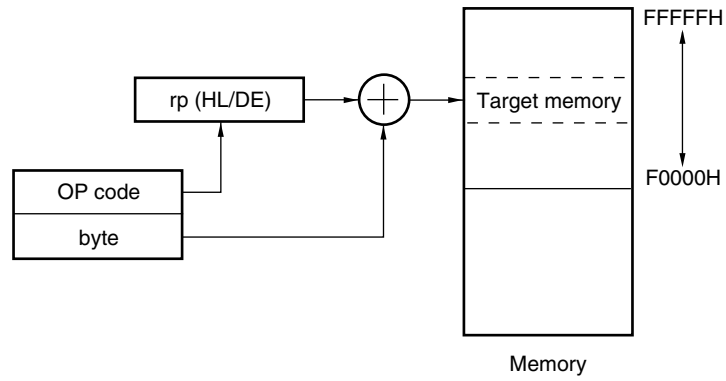 FFFFFH
rp (HL/DE)
Target memory
OP code
F0000H
byte
Memory